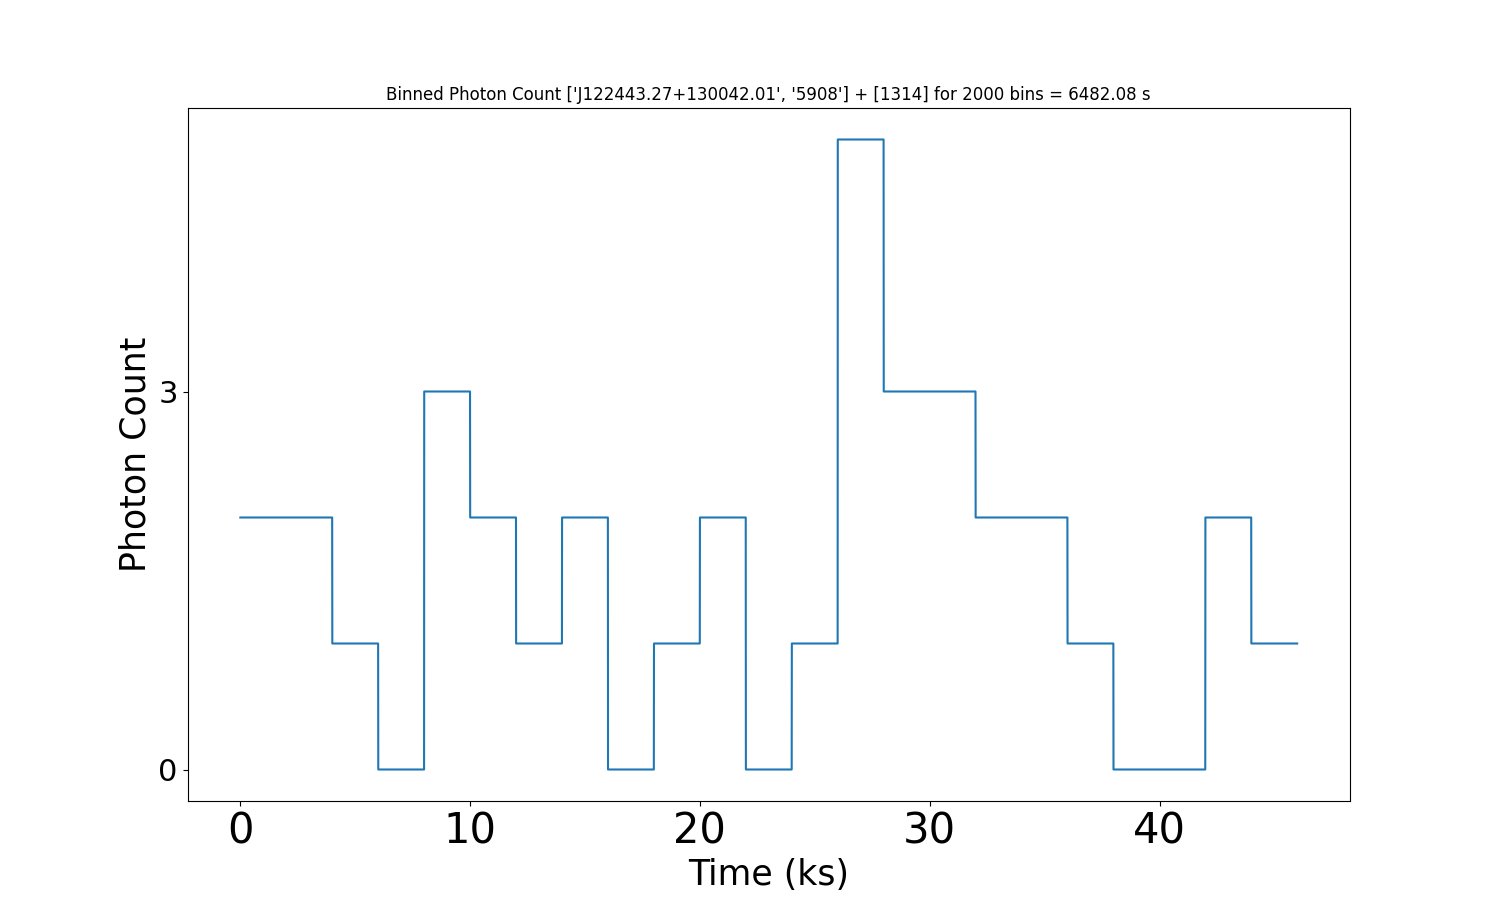 Binned Photon Count ['J122443.27+130042.01', '5908'] + [1314] for 2000 bins = 6482.08 s
Photon Count
3
0
0 10 20 30 40
Time (ks)